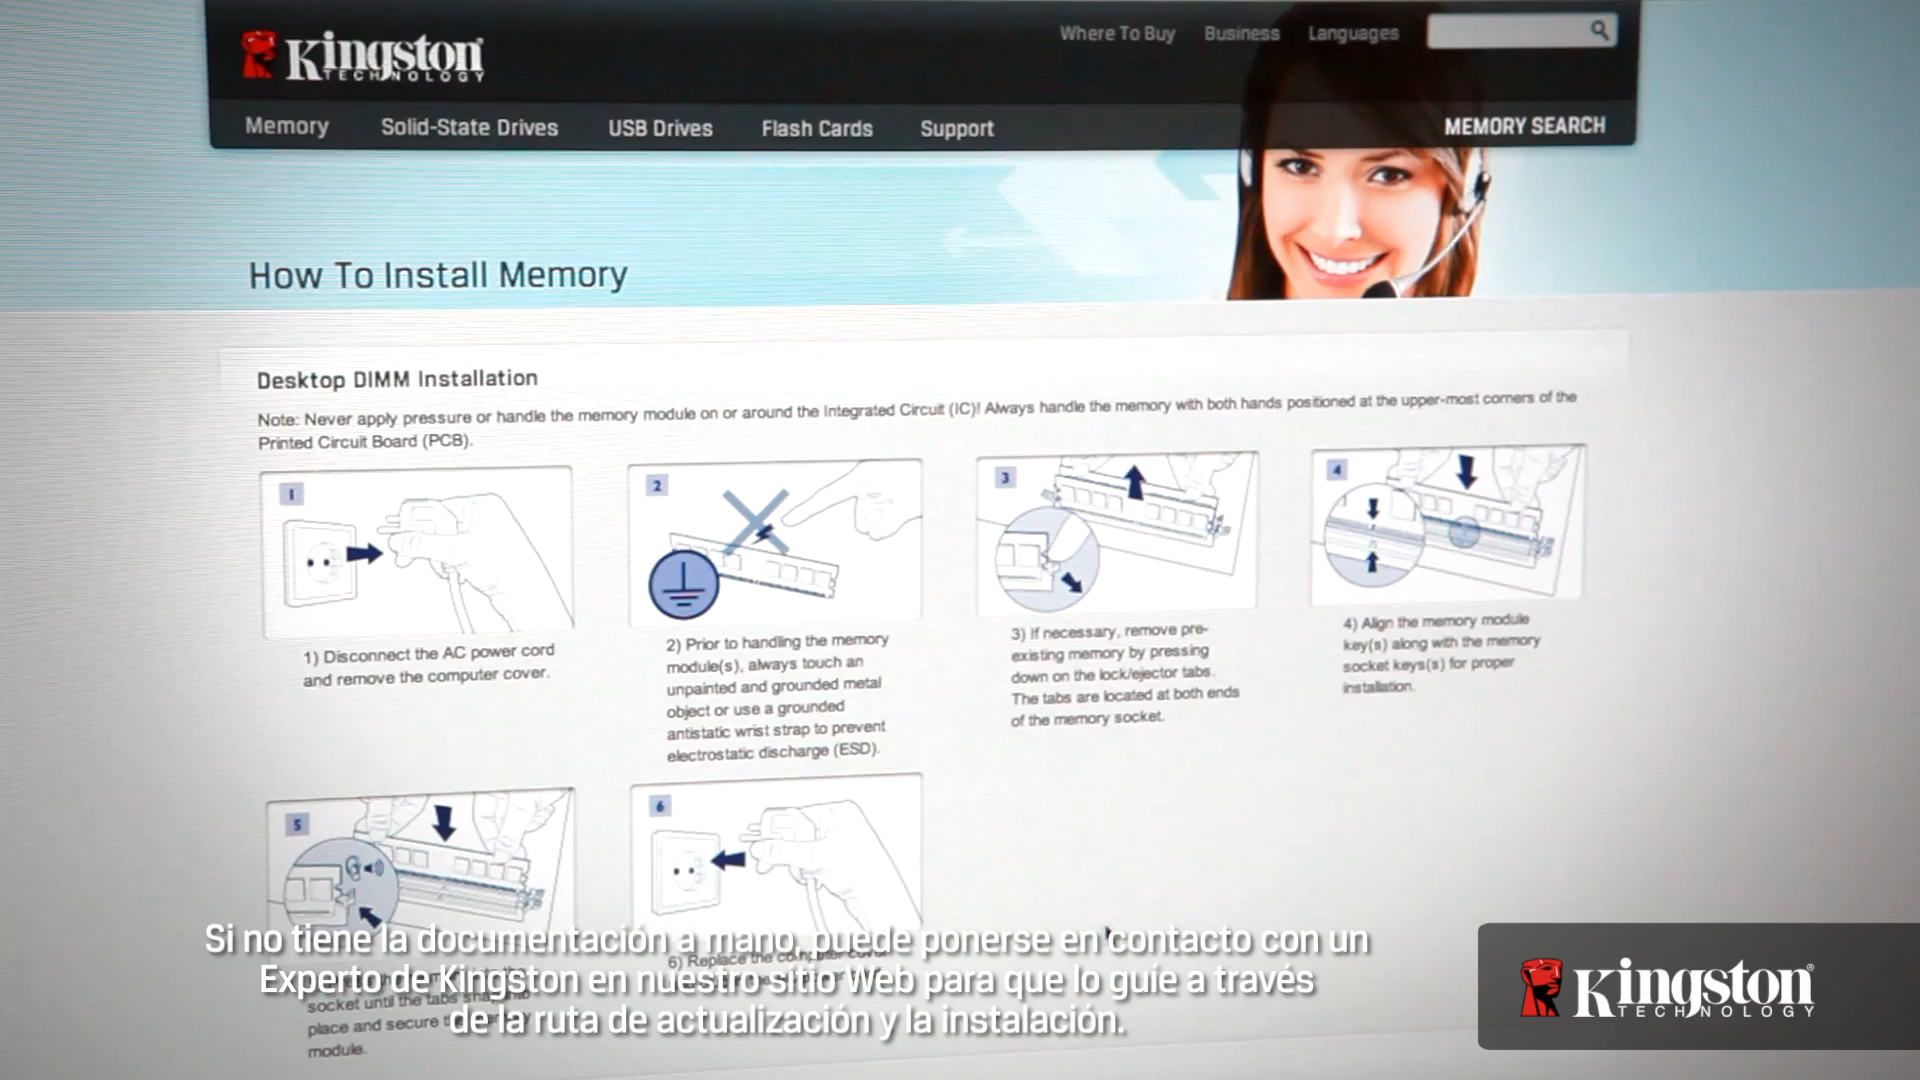 Kingston
TECHNOLOGY
Where To Buy
Business
Languages
Memory
Solid-State Drives
USB Drives
Flash Cards
Support
MEMORY SEARCH
How To Install Memory
Desktop DIMM Installation
Note: Never apply pressure or handle the memory module on or around the Integrated Circuit (IC)! Always handle the memory with both hands positioned at the upper-most corners of the
Printed Circuit Board (PCB).
1
1) Disconnect the AC power cord
and remove the computer cover.
2
2) Prior to handling the memory
module(s), always touch an
unpainted and grounded metal
object or use a grounded
antistatic wrist strap to prevent
electrostatic discharge (ESD).
3
3) If necessary, remove pre-
existing memory by pressing
down on the lock/ejector tabs.
The tabs are located at both ends
of the memory socket.
4
4) Align the memory module
key(s) along with the memory
socket keys(s) for proper
installation.
5
socket until the tabs
place and secure
module.
6
6) Replace the
Si no tiene la documentación a mano, puede ponerse en contacto con un
Experto de Kingston en nuestro sitio Web para que lo guíe a través
de la ruta de actualización y la instalación.
Kingston®
TECHNOLOGY